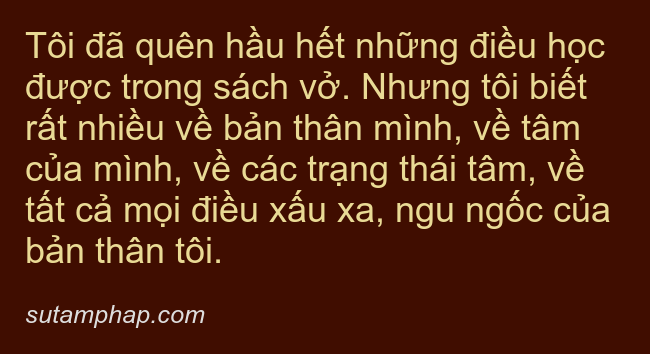 Tôi đã quên hầu hết những điều học
được trong sách vở. Nhưng tôi biết
rất nhiều về bản thân mình, về tâm
của mình, về các trạng thái tâm, về
tất cả mọi điều xấu xa, ngu ngốc của
bản thân tôi.
sutamphap.com